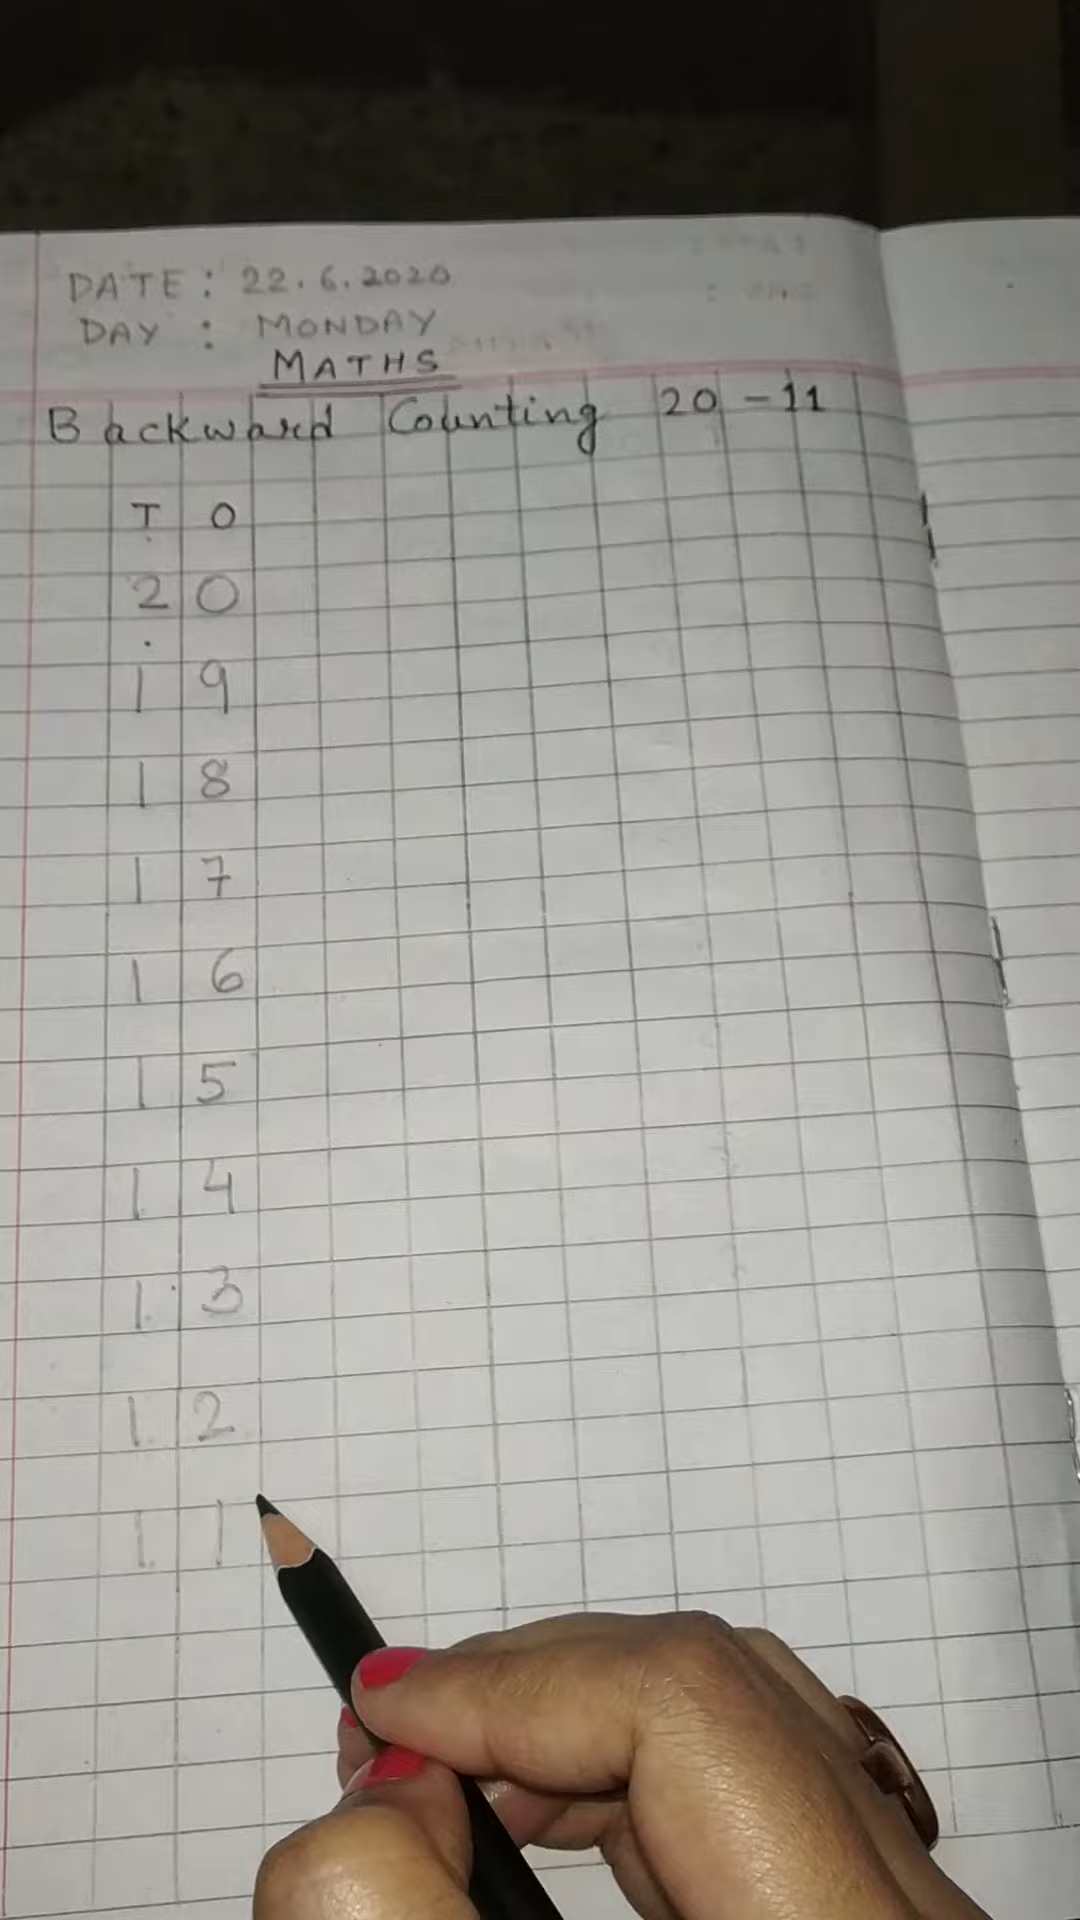 DATE : 22.6.2020
DAY : MONDAY
MATHS
Backward Counting 20 - 11
T O
2 0
1 9
1 8
1 7
1 6
1 5
1 4
1 3
1 2
1 1